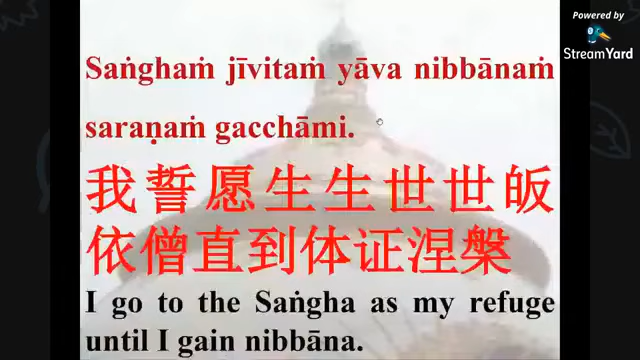 Powered by
StreamYard
Saṅghaṁ jīvitaṁ yāva nibbānaṁ
saraṇaṁ gacchāmi.
我誓愿生生世世皈
依僧直到体证涅槃
I go to the Saṅgha as my refuge
until I gain nibbāna.